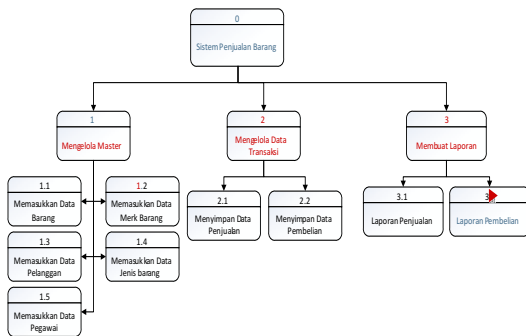 0
Sistem Penjualan Barang
1
Mengelola Master
2
Mengelola Data
Transaksi
3
Membuat Laporan
1.1
Memasukkan Data
Barang
1.2
Memasukkan Data
Merk Barang
1.3
Memasukkan Data
Pelanggan
1.4
Memasukkan Data
Jenis barang
1.5
Memasukkan Data
Pegawai
2.1
Menyimpan Data
Penjualan
2.2
Menyimpan Data
Pembelian
3.1
Laporan Penjualan
3
Laporan Pembelian